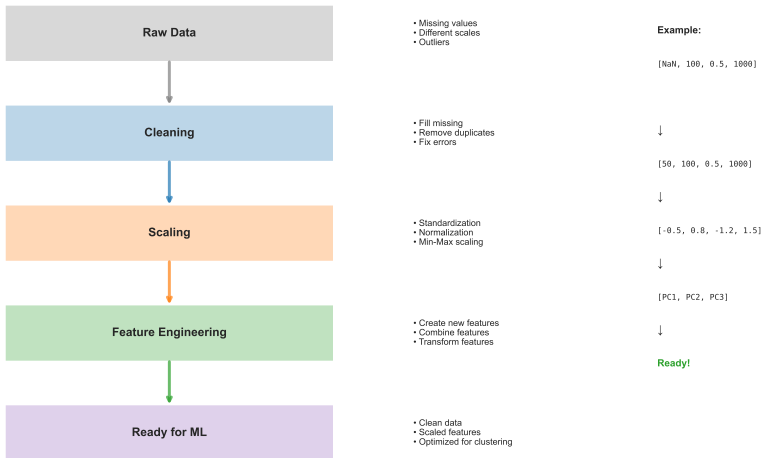 Raw Data
• Missing values
• Different scales
• Outliers
Example:
[NaN, 100, 0.5, 1000]
Cleaning
• Fill missing
• Remove duplicates
• Fix errors
↓
[50, 100, 0.5, 1000]
↓
Scaling
• Standardization
• Normalization
• Min-Max scaling
[-0.5, 0.8, -1.2, 1.5]
↓
[PC1, PC2, PC3]
Feature Engineering
• Create new features
• Combine features
• Transform features
↓
Ready!
Ready for ML
• Clean data
• Scaled features
• Optimized for clustering